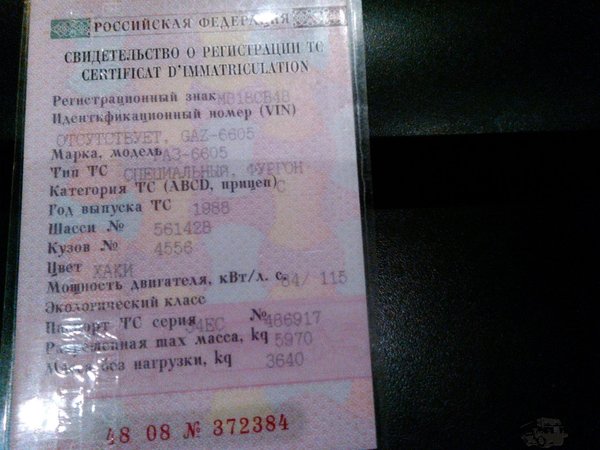 РОССИЙСКАЯ ФЕДЕРАЦИЯ
СВИДЕТЕЛЬСТВО О РЕГИСТРАЦИИ ТС
CERTIFICAT D'IMMATRICULATION
Регистрационный знак М818СВ48
Идентификационный номер (VIN)
ОТСУТСТВУЕТ, GAZ-6605
Марка, модель ГАЗ-6605
Тип ТС СПЕЦИАЛЬНЫЙ, ФУРГОН
Категория ТС (ABCD, прицеп) C
Год выпуска ТС 1988
Шасси № 561428
Кузов № 4556
Цвет ХАКИ
Мощность двигателя, кВт/л. с. 84/ 115
Экологический класс
Паспорт ТС серия № 486917
Разрешенная max масса, kg 5970
Масса без нагрузки, kg 3640
48 08 № 372384